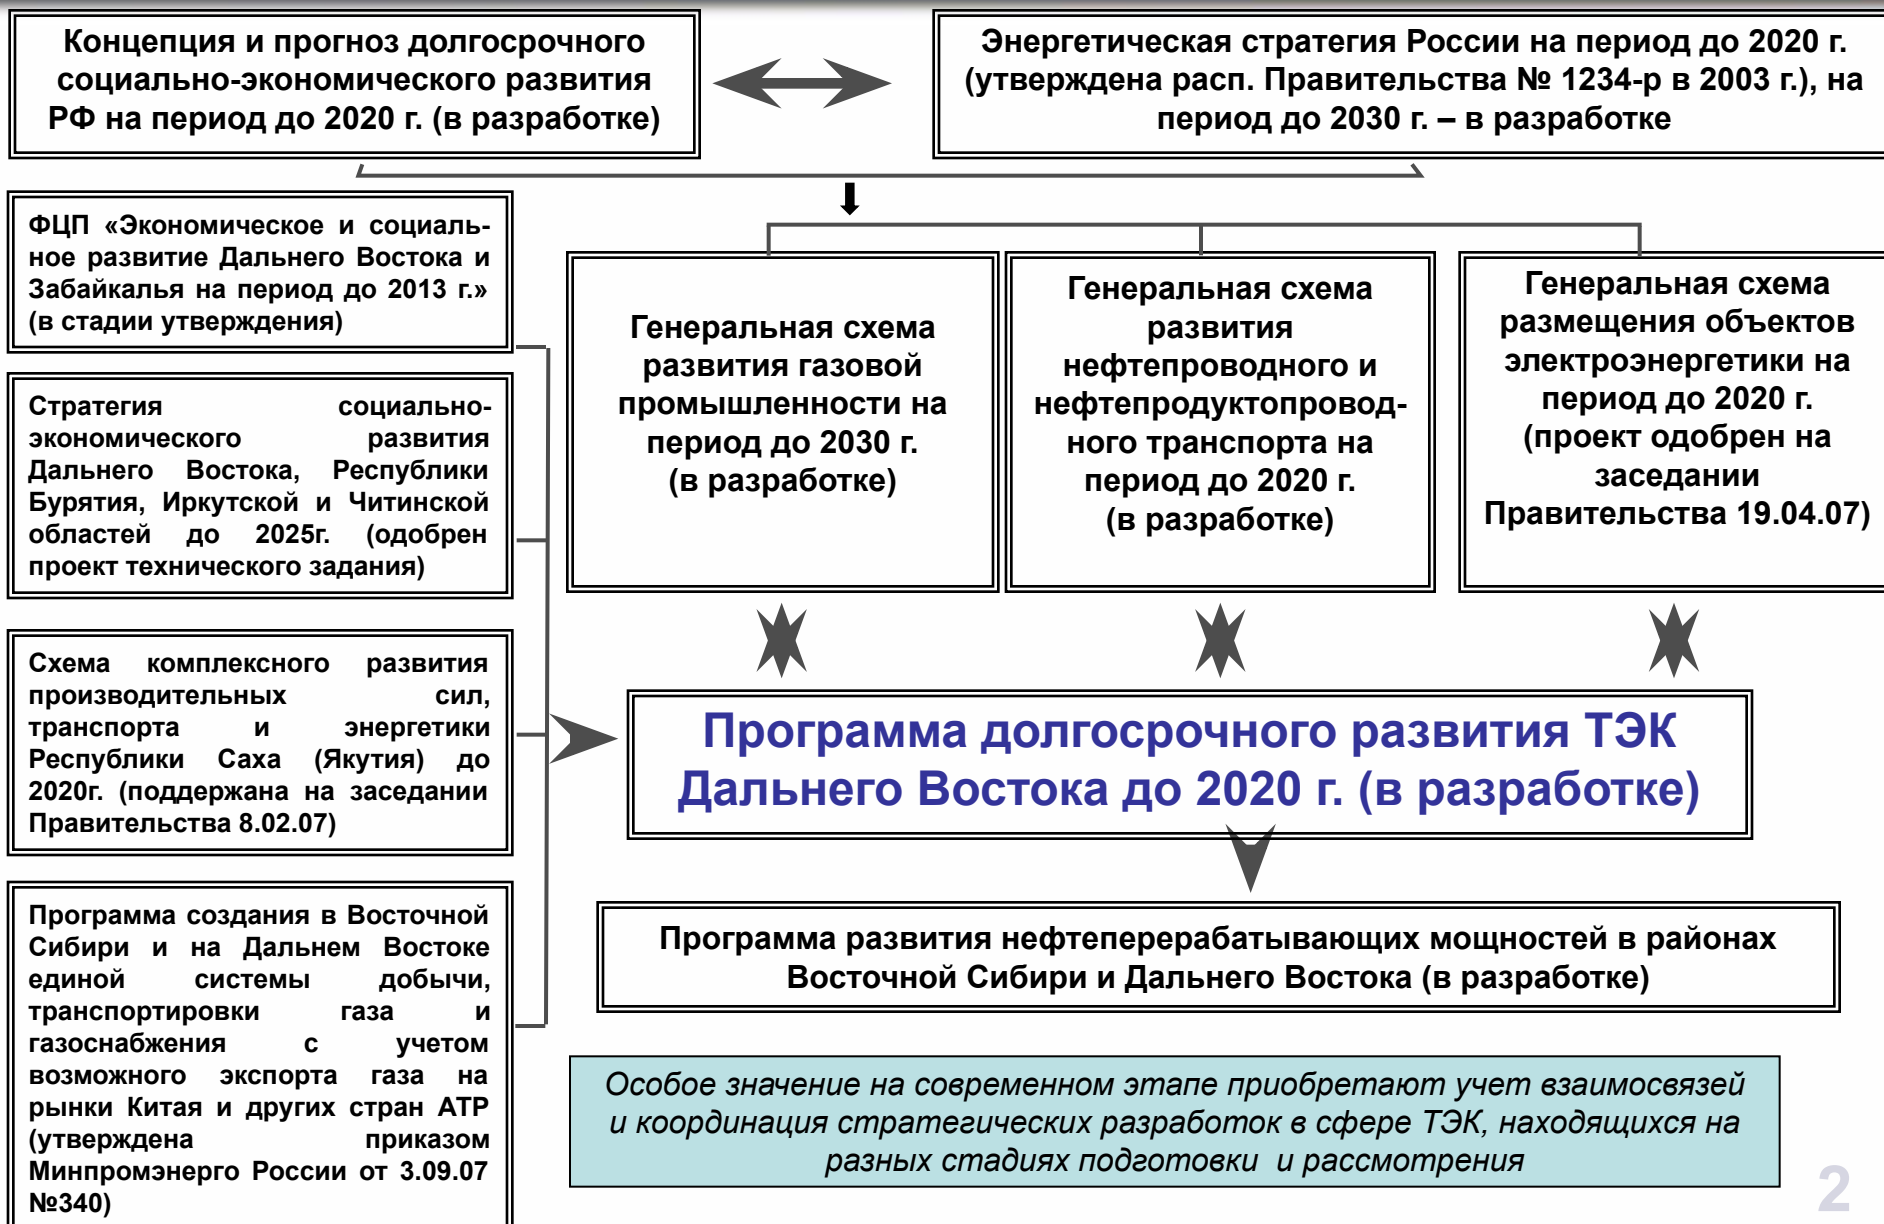 Концепция и прогноз долгосрочного
социально-экономического развития
РФ на период до 2020 г. (в разработке)
Энергетическая стратегия России на период до 2020 г.
(утверждена расп. Правительства № 1234-р в 2003 г.), на
период до 2030 г. – в разработке
ФЦП «Экономическое и социаль-
ное развитие Дальнего Востока и
Забайкалья на период до 2013 г.»
(в стадии утверждения)
Стратегия социально-
экономического развития
Дальнего Востока, Республики
Бурятия, Иркутской и Читинской
областей до 2025г. (одобрен
проект технического задания)
Схема комплексного развития
производительных сил,
транспорта и энергетики
Республики Саха (Якутия) до
2020г. (поддержана на заседании
Правительства 8.02.07)
Программа создания в Восточной
Сибири и на Дальнем Востоке
единой системы добычи,
транспортировки газа и
газоснабжения с учетом
возможного экспорта газа на
рынки Китая и других стран АТР
(утверждена приказом
Минпромэнерго России от 3.09.07
№340)
Генеральная схема
развития газовой
промышленности на
период до 2030 г.
(в разработке)
Генеральная схема
развития
нефтепроводного и
нефтепродуктопровод-
ного транспорта на
период до 2020 г.
(в разработке)
Генеральная схема
размещения объектов
электроэнергетики на
период до 2020 г.
(проект одобрен на
заседании
Правительства 19.04.07)
Программа долгосрочного развития ТЭК
Дальнего Востока до 2020 г. (в разработке)
Программа развития нефтеперерабатывающих мощностей в районах
Восточной Сибири и Дальнего Востока (в разработке)
Особое значение на современном этапе приобретают учет взаимосвязей
и координация стратегических разработок в сфере ТЭК, находящихся на
разных стадиях подготовки и рассмотрения
2